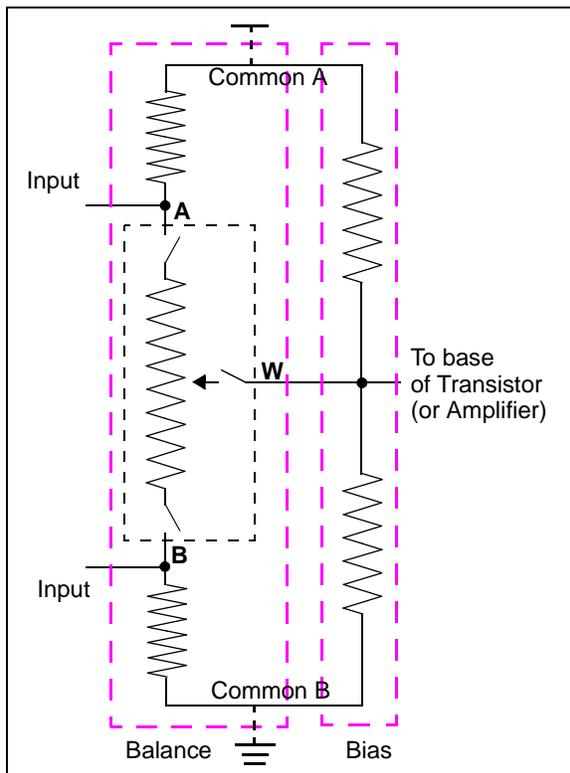 Common A
Input
A
W
To base
of Transistor
(or Amplifier)
B
Input
Common B
Balance
Bias